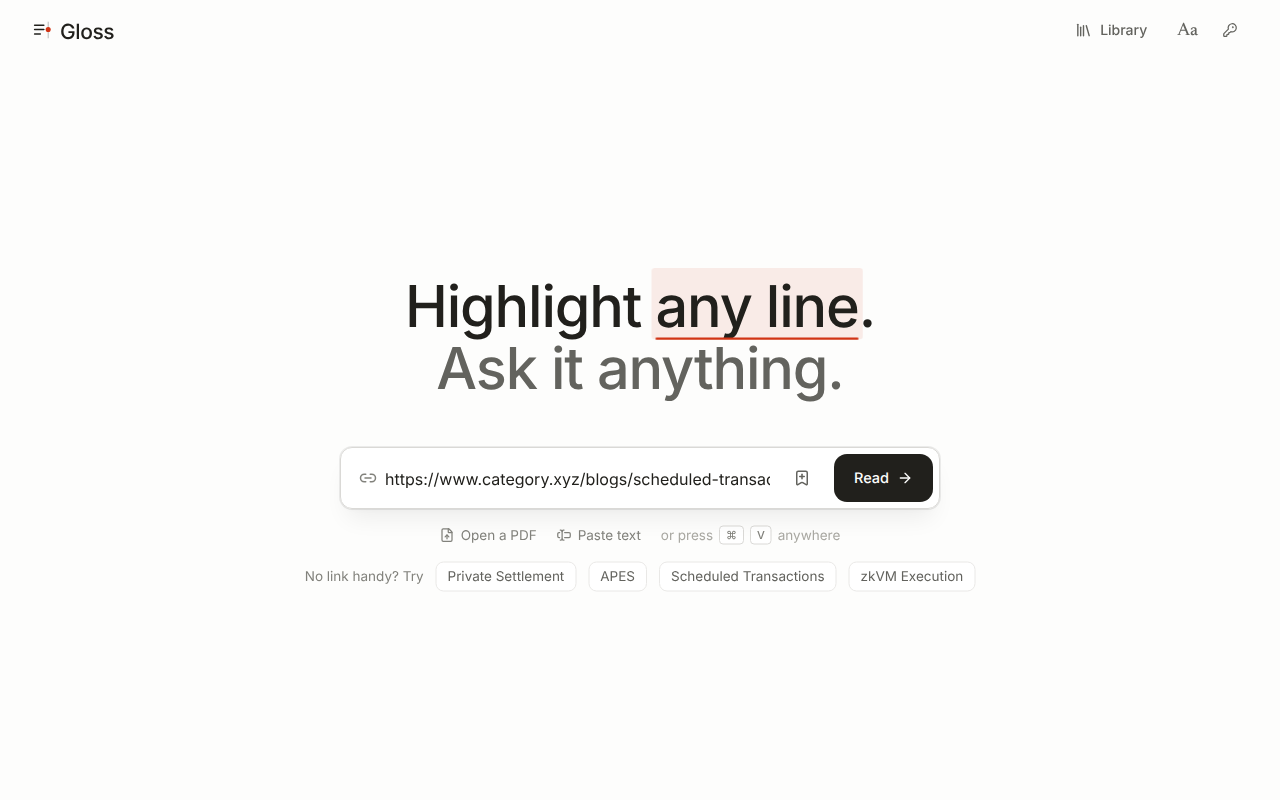 Gloss
Library
Aa
Highlight any line.
Ask it anything.
https://www.category.xyz/blogs/scheduled-transac
Read →
Open a PDF
Paste text
or press ⌘ V anywhere
No link handy? Try
Private Settlement
APES
Scheduled Transactions
zkVM Execution